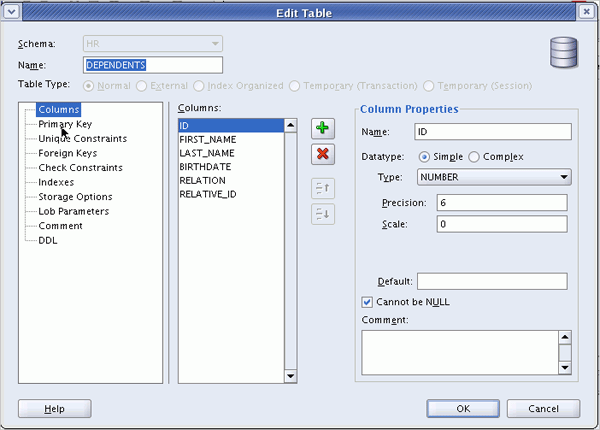 Edit Table
Schema: HR
Name: DEPENDENTS
Table Type: Normal External Index Organized Temporary (Transaction) Temporary (Session)
Columns
Primary Key
Unique Constraints
Foreign Keys
Check Constraints
Indexes
Storage Options
Lob Parameters
Comment
DDL
Columns:
ID
FIRST_NAME
LAST_NAME
BIRTHDATE
RELATION
RELATIVE_ID
Column Properties
Name: ID
Datatype: Simple Complex
Type: NUMBER
Precision: 6
Scale: 0
Default:
Cannot be NULL
Comment:
Help
OK
Cancel